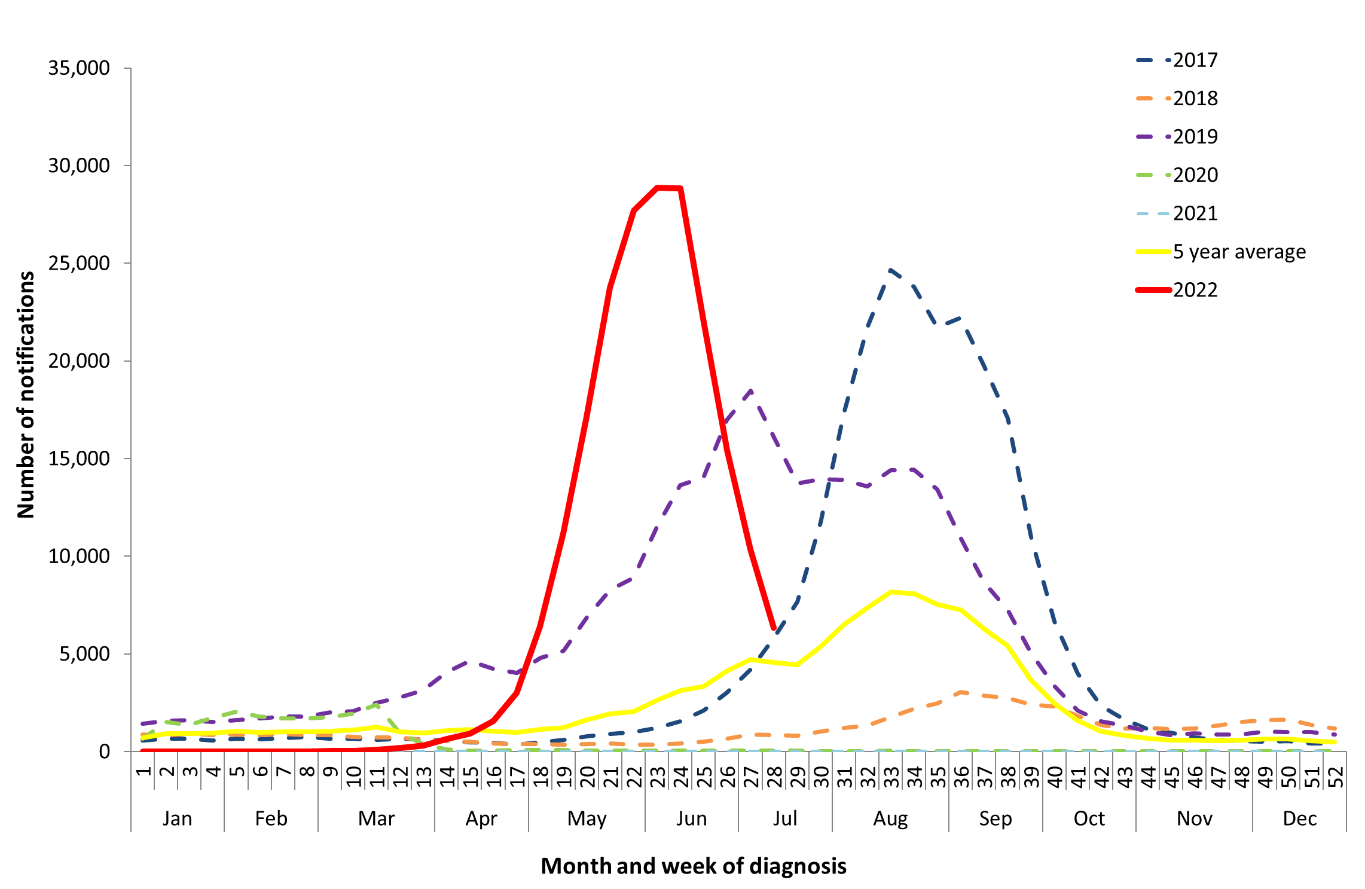 2017
2018
2019
2020
2021
5 year average
2022
35,000
30,000
25,000
20,000
15,000
10,000
5,000
0
Number of notifications
1 2 3 4 5 6 7 8 9 10 11 12 13 14 15 16 17 18 19 20 21 22 23 24 25 26 27 28 29 30 31 32 33 34 35 36 37 38 39 40 41 42 43 44 45 46 47 48 49 50 51 52
Jan Feb Mar Apr May Jun Jul Aug Sep Oct Nov Dec
Month and week of diagnosis